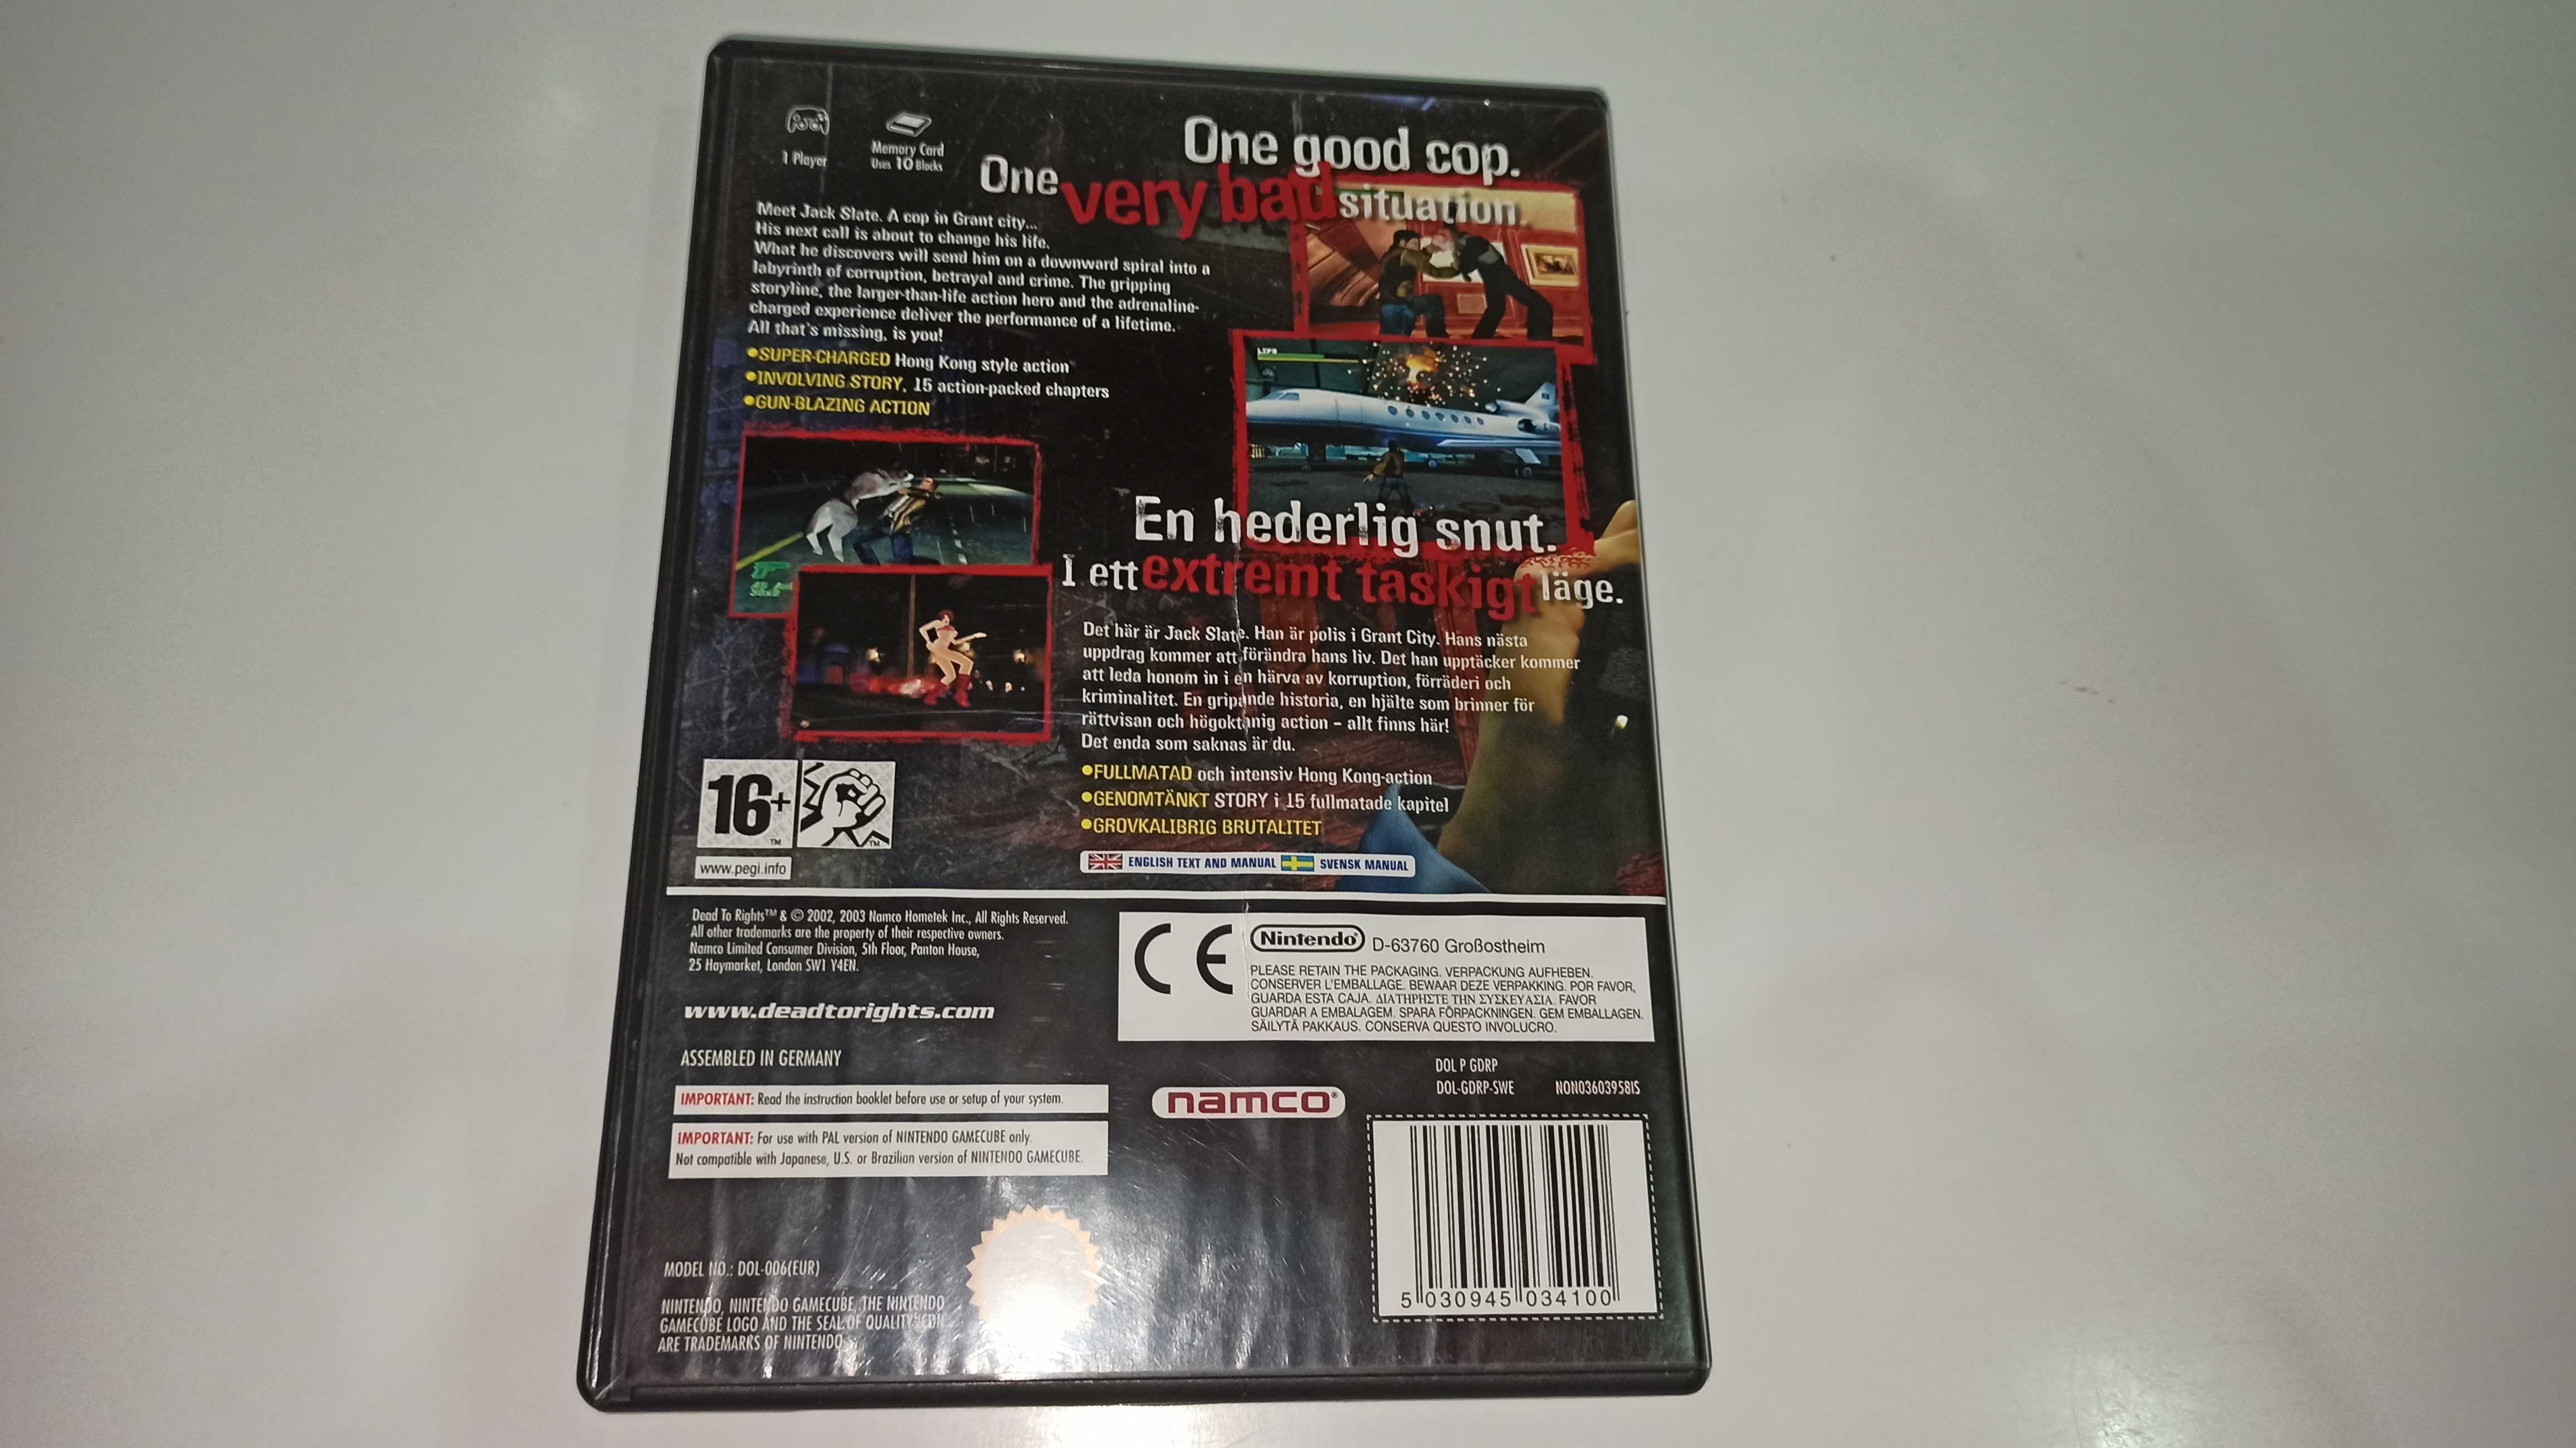 1 Player
Memory Card
Uses 10 Blocks
One good cop.
One very bad situation.
Meet Jack Slate. A cop in Grant city...
His next call is about to change his life.
What he discovers will send him on a downward spiral into a
labyrinth of corruption, betrayal and crime. The gripping
storyline, the larger-than-life action hero and the adrenaline-
charged experience deliver the performance of a lifetime.
All that's missing, is you!
•SUPER-CHARGED Hong Kong style action
•INVOLVING STORY, 15 action-packed chapters
•GUN-BLAZING ACTION
LIFE
En hederlig snut.
I ett extremt taskigt läge.
Det här är Jack Slate. Han är polis i Grant City. Hans nästa
uppdrag kommer att förändra hans liv. Det han upptäcker kommer
att leda honom in i en härva av korruption, förräderi och
kriminalitet. En gripande historia, en hjälte som brinner för
rättvisan och högoktanig action – allt finns här!
Det enda som saknas är du.
•FULLMATAD och intensiv Hong Kong-action
•GENOMTÄNKT STORY i 15 fullmatade kapitel
•GROVKALIBRIG BRUTALITET
ENGLISH TEXT AND MANUAL SVENSK MANUAL
16+
TM TM
www.pegi.info
Dead To Rights™ & © 2002, 2003 Namco Hometek Inc., All Rights Reserved.
All other trademarks are the property of their respective owners.
Namco Limited Consumer Division, 5th Floor, Panton House,
25 Haymarket, London SW1 Y4EN.
www.deadtorights.com
ASSEMBLED IN GERMANY
IMPORTANT: Read the instruction booklet before use or setup of your system.
IMPORTANT: For use with PAL version of NINTENDO GAMECUBE only.
Not compatible with Japanese, U.S. or Brazilian version of NINTENDO GAMECUBE.
CE
Nintendo® D-63760 Großostheim
PLEASE RETAIN THE PACKAGING. VERPACKUNG AUFHEBEN.
CONSERVER L'EMBALLAGE. BEWAAR DEZE VERPAKKING. POR FAVOR,
GUARDA ESTA CAJA. ΔΙΑΤΗΡΗΣΤΕ ΤΗΝ ΣΥΣΚΕΥΑΣΙΑ. FAVOR
GUARDAR A EMBALAGEM. SPARA FÖRPACKNINGEN. GEM EMBALLAGEN.
SÄILYTÄ PAKKAUS. CONSERVA QUESTO INVOLUCRO.
DOL P GDRP
DOL-GDRP-SWE NON03603958IS
namco®
5 030945 034100
MODEL NO.: DOL-006(EUR)
NINTENDO, NINTENDO GAMECUBE, THE NINTENDO
GAMECUBE LOGO AND THE SEAL OF QUALITY ICON
ARE TRADEMARKS OF NINTENDO